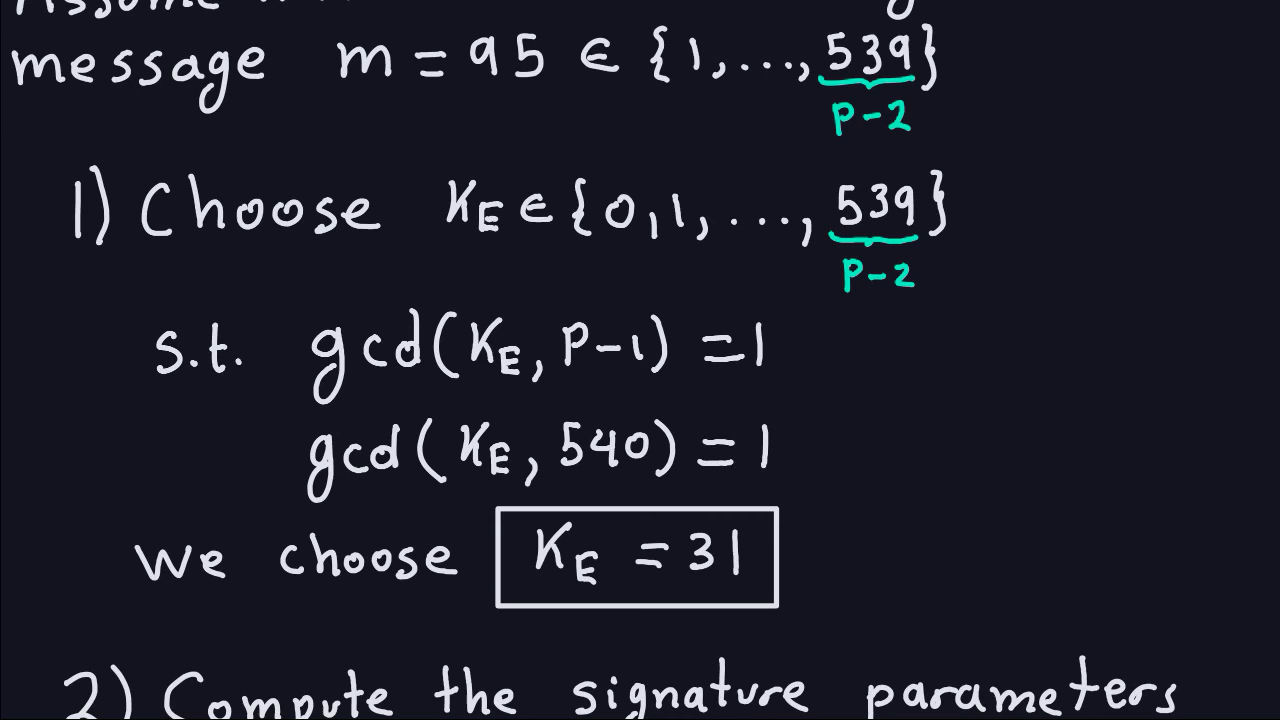 Assume
message m = 95 ∈ {1,...,539}
P-2
1) Choose K_E ∈ {0,1,...,539}
P-2
s.t. gcd(K_E, P-1) = 1
gcd(K_E, 540) = 1
we choose K_E = 31
2) Compute the signature parameters